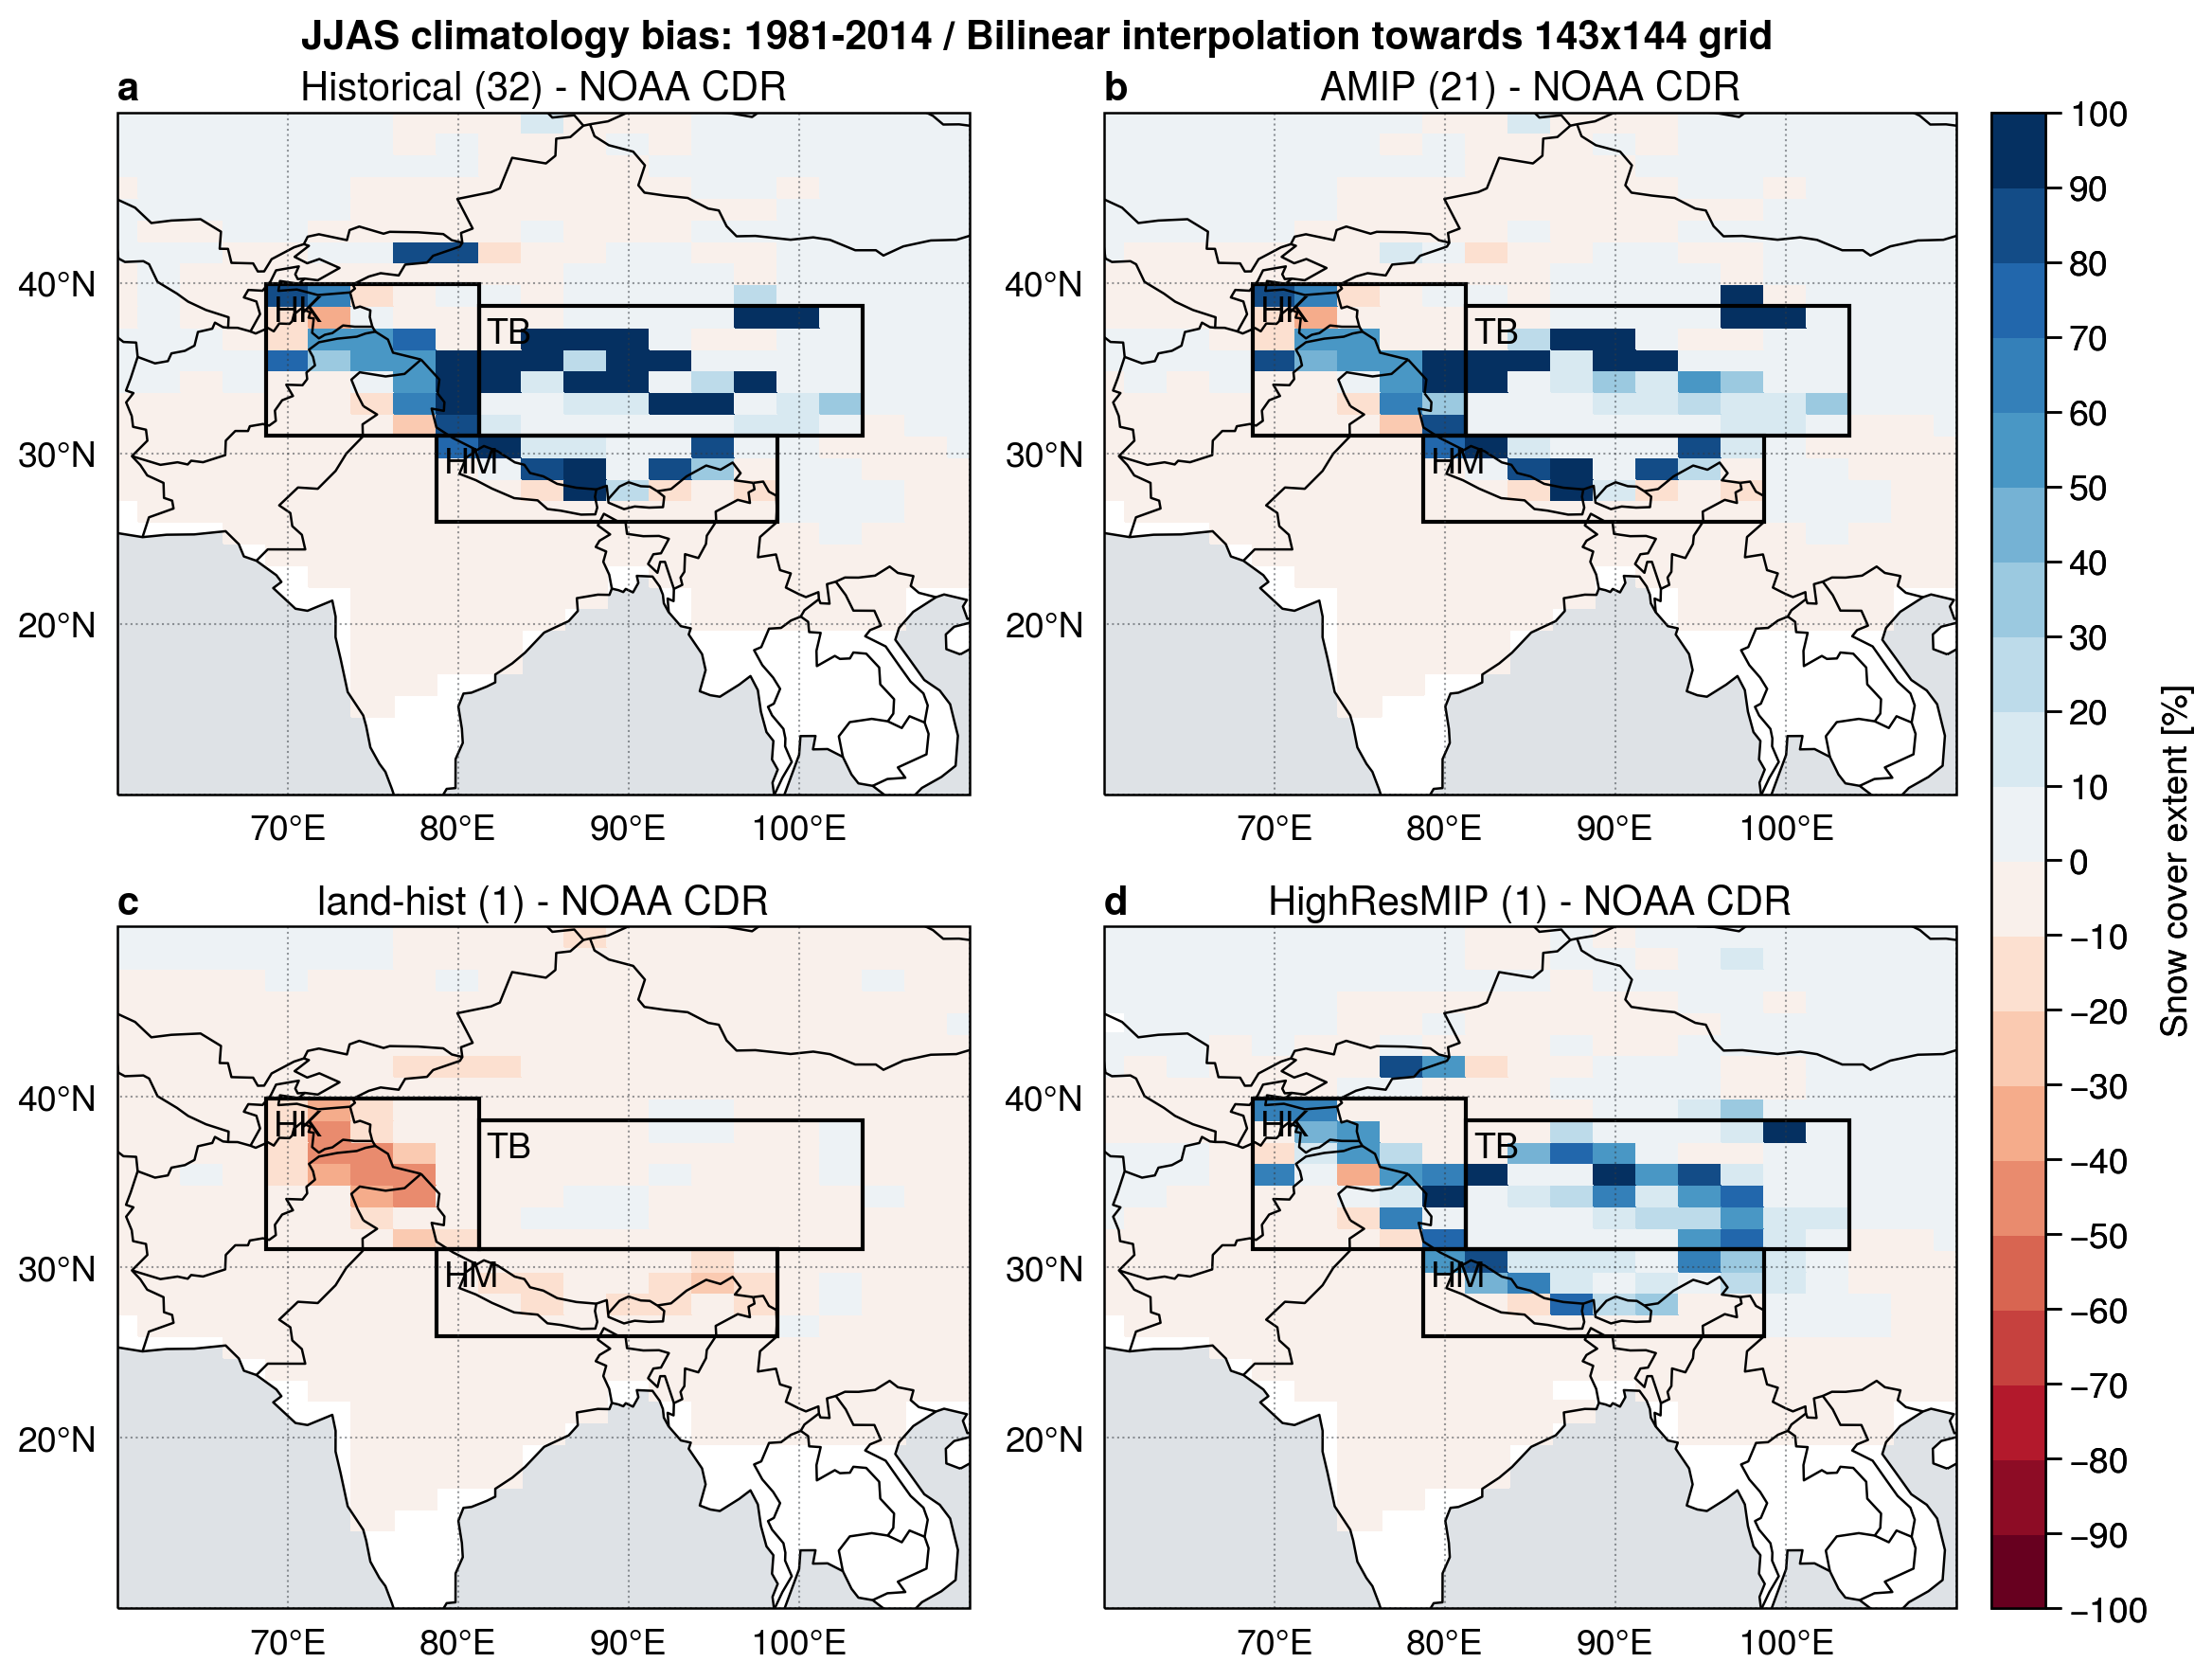 JJAS climatology bias: 1981-2014 / Bilinear interpolation towards 143x144 grid
a Historical (32) - NOAA CDR
b AMIP (21) - NOAA CDR
40°N
30°N
20°N
70°E 80°E 90°E 100°E
HK
TB
HM
40°N
30°N
20°N
70°E 80°E 90°E 100°E
HK
TB
HM
c land-hist (1) - NOAA CDR
d HighResMIP (1) - NOAA CDR
40°N
30°N
20°N
70°E 80°E 90°E 100°E
HK
TB
HM
40°N
30°N
20°N
70°E 80°E 90°E 100°E
HK
TB
HM
100
90
80
70
60
50
40
30
20
10
0
−10
−20
−30
−40
−50
−60
−70
−80
−90
−100
Snow cover extent [%]